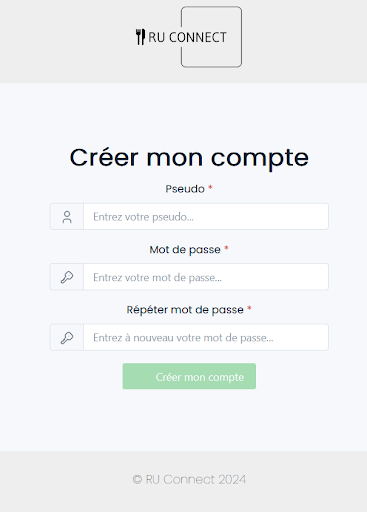 RU CONNECT
Créer mon compte
Pseudo *
Entrez votre pseudo...
Mot de passe *
Entrez votre mot de passe...
Répéter mot de passe *
Entrez à nouveau votre mot de passe...
Créer mon compte
© RU Connect 2024